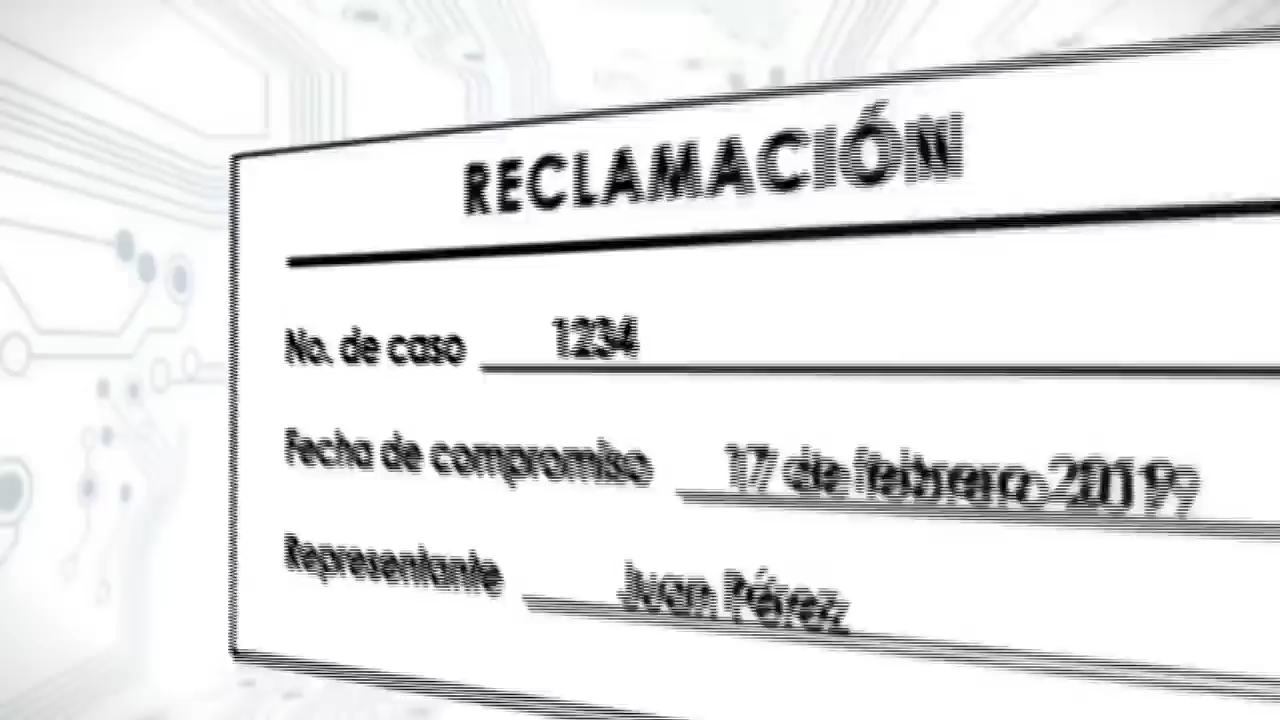 RECLAMACIÓN
No. de caso 1234
Fecha de compromiso 17 de febrero 2019
Representante Juan Pérez